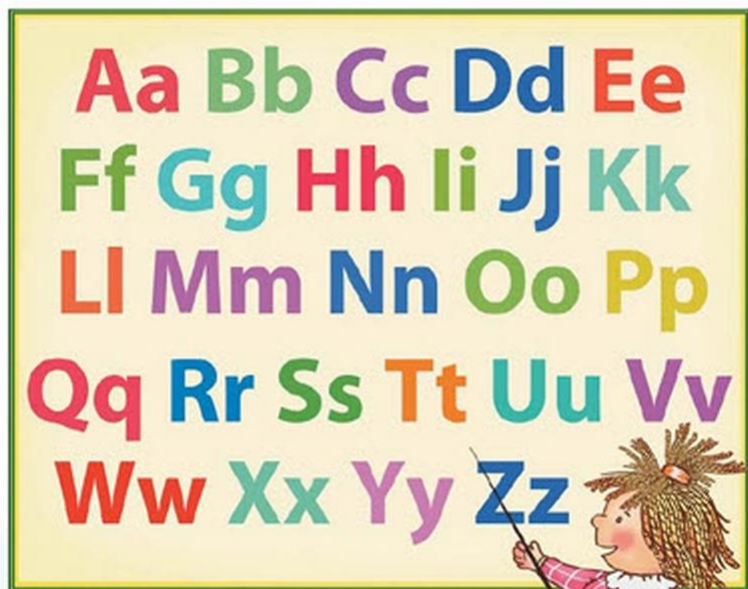 Aa Bb Cc Dd Ee
Ff Gg Hh Ii Jj Kk
Ll Mm Nn Oo Pp
Qq Rr Ss Tt Uu Vv
Ww Xx Yy Zz